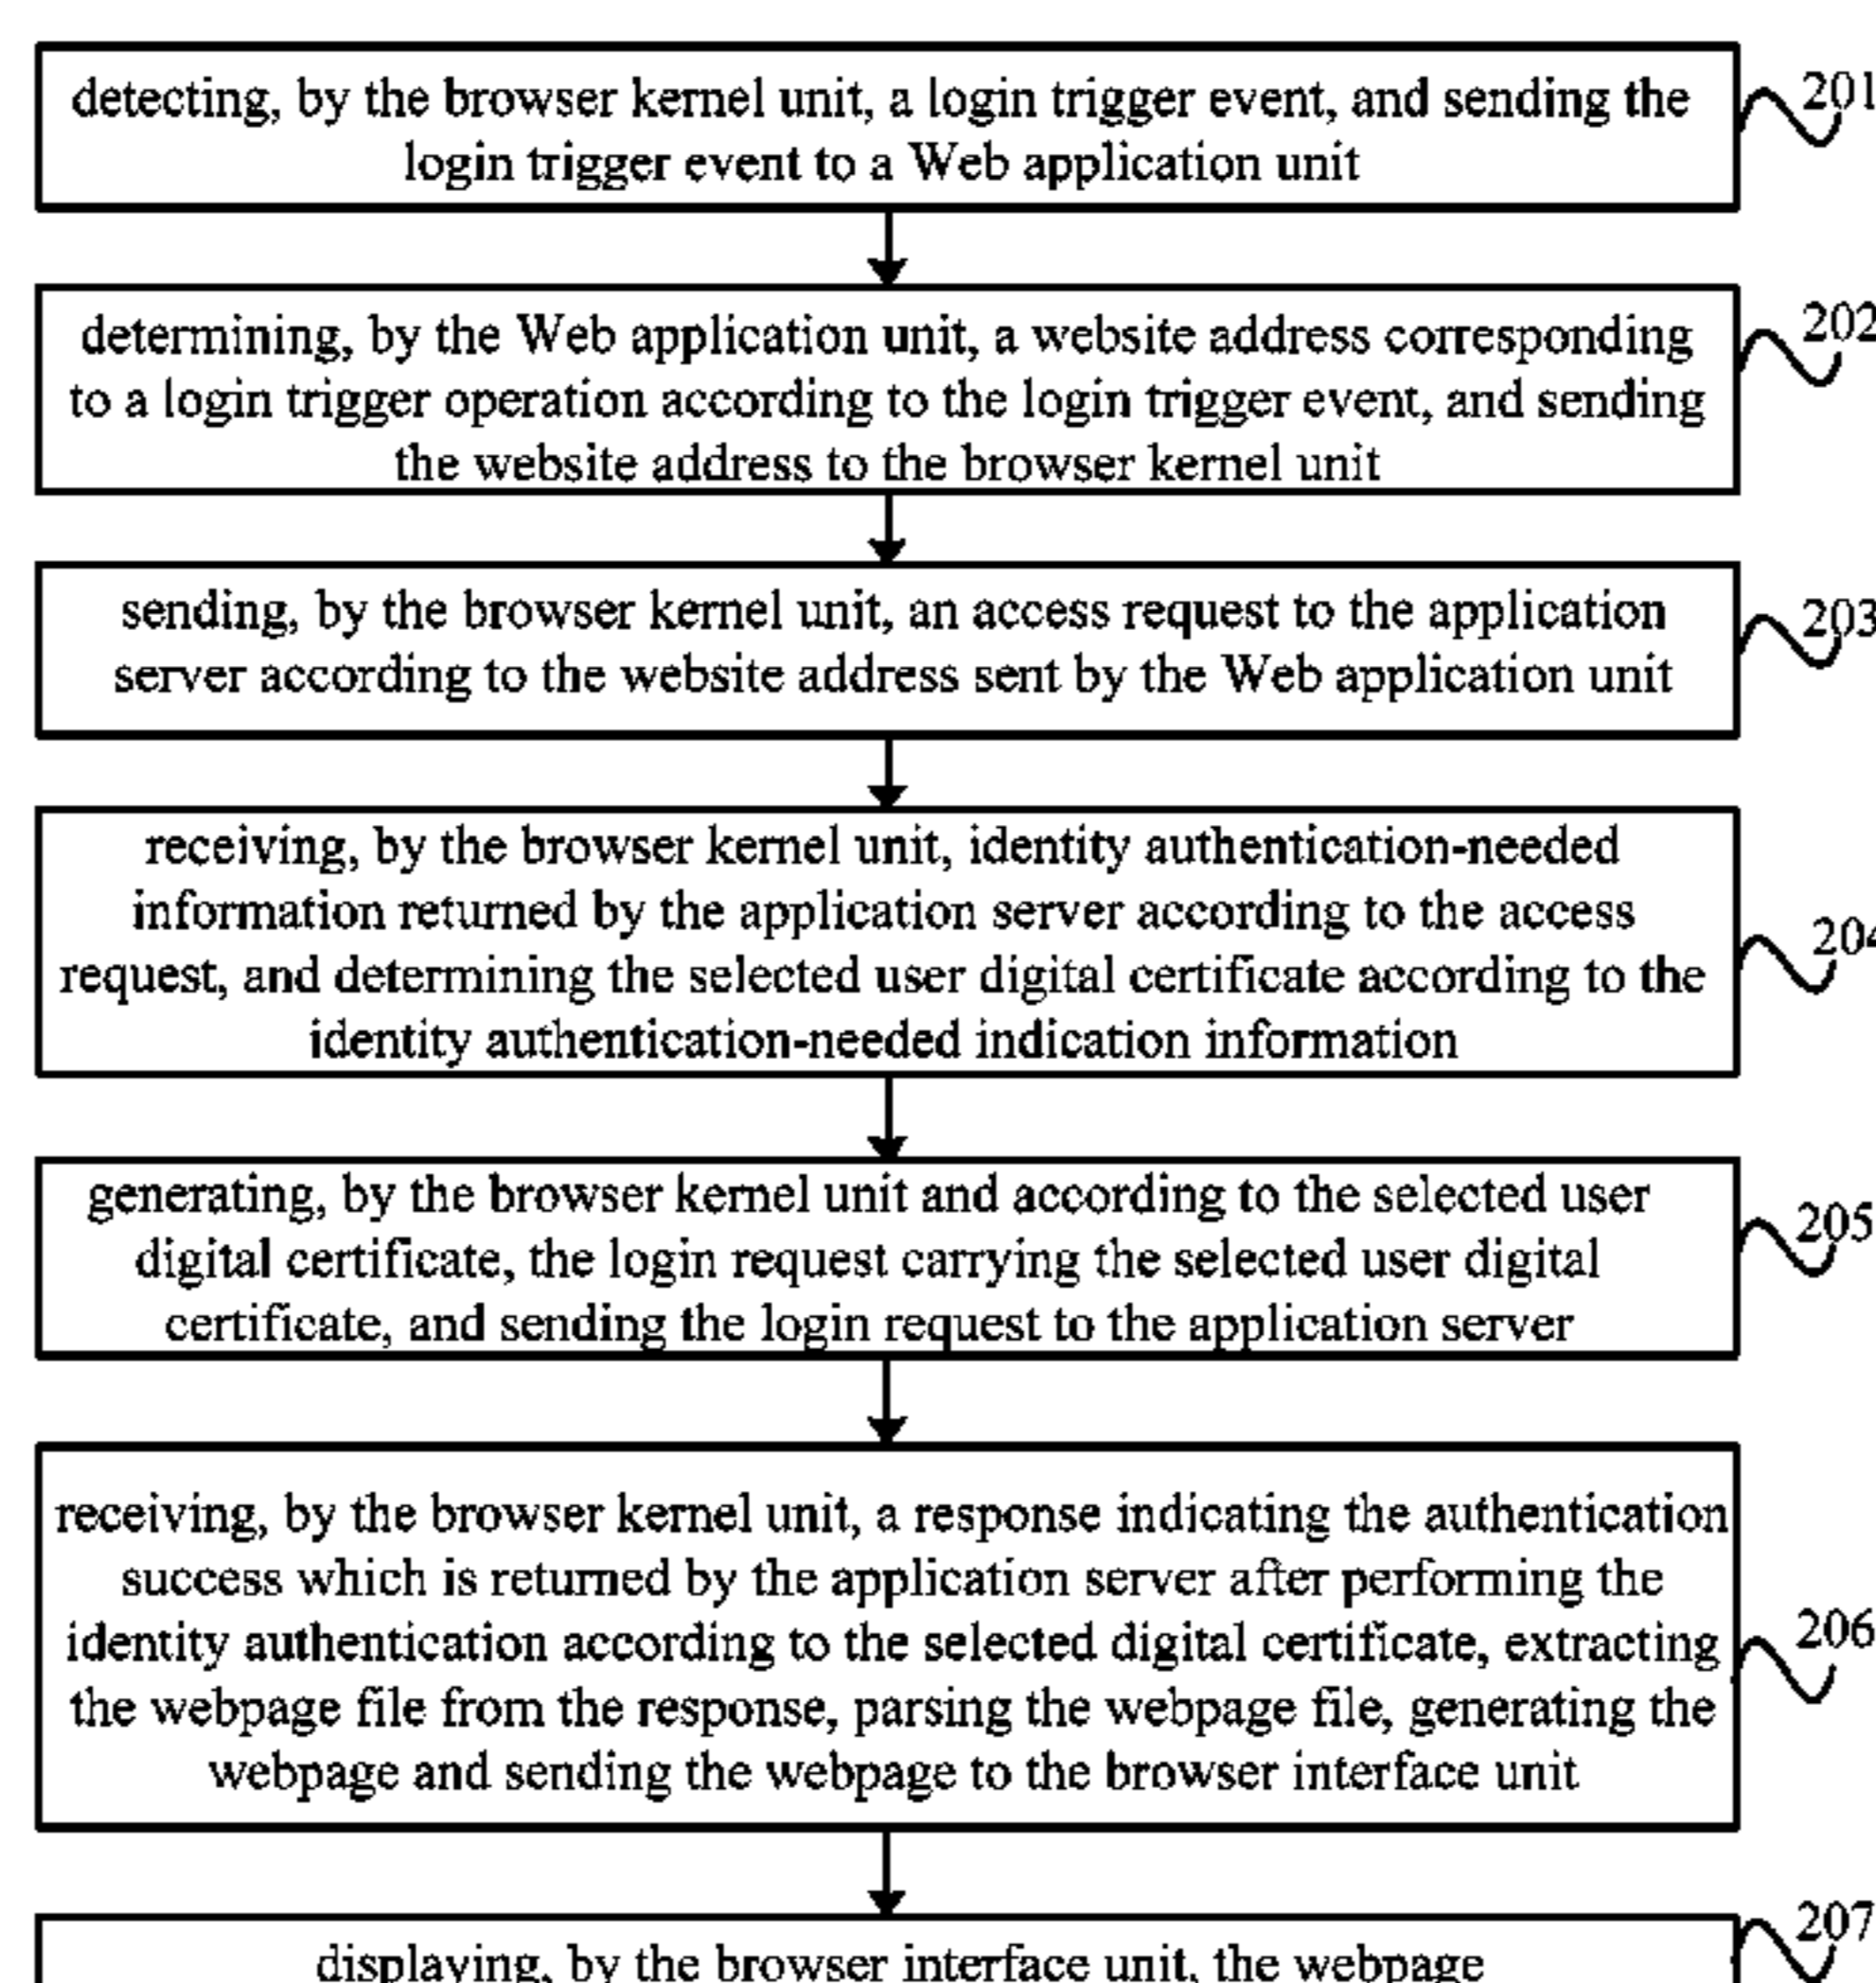 detecting, by the browser kernel unit, a login trigger event, and sending the
login trigger event to a Web application unit
201
determining, by the Web application unit, a website address corresponding
to a login trigger operation according to the login trigger event, and sending
the website address to the browser kernel unit
202
sending, by the browser kernel unit, an access request to the application
server according to the website address sent by the Web application unit
203
receiving, by the browser kernel unit, identity authentication-needed
information returned by the application server according to the access
request, and determining the selected user digital certificate according to the
identity authentication-needed indication information
204
generating, by the browser kernel unit and according to the selected user
digital certificate, the login request carrying the selected user digital
certificate, and sending the login request to the application server
205
receiving, by the browser kernel unit, a response indicating the authentication
success which is returned by the application server after performing the
identity authentication according to the selected digital certificate, extracting
the webpage file from the response, parsing the webpage file, generating the
webpage and sending the webpage to the browser interface unit
206
displaying, by the browser interface unit, the webpage
207